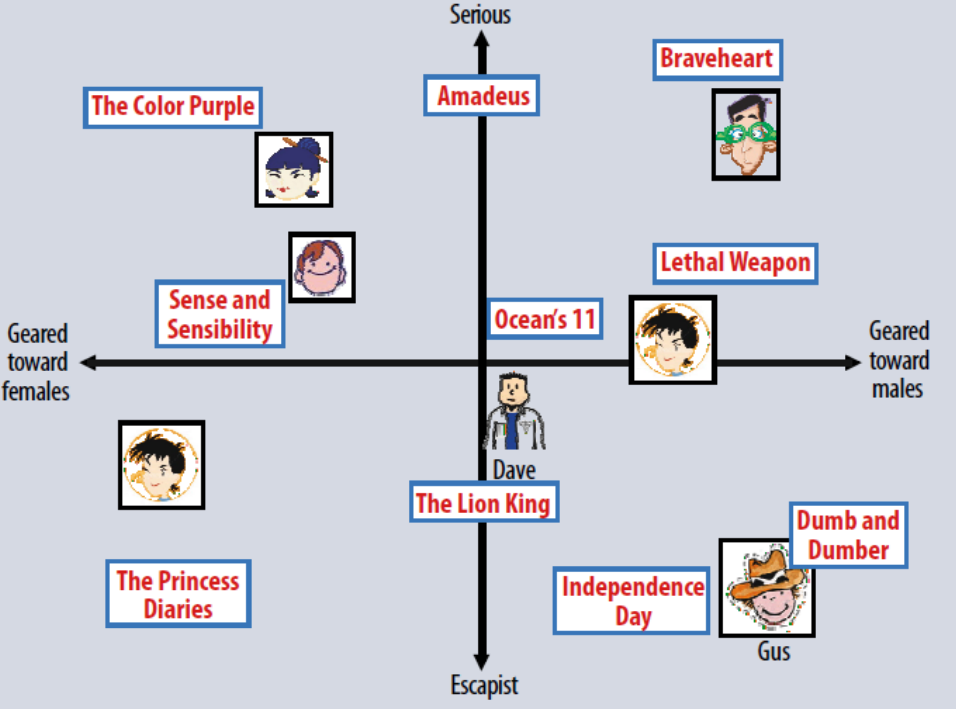 Serious
Braveheart
The Color Purple
Amadeus
Lethal Weapon
Sense and
Sensibility
Ocean's 11
Geared
toward
females
Geared
toward
males
Dave
The Lion King
Dumb and
Dumber
The Princess
Diaries
Independence
Day
Gus
Escapist